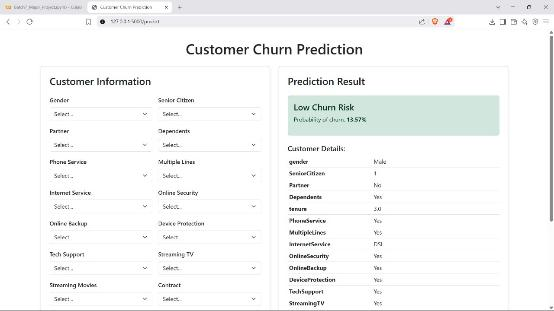 Customer Churn Prediction
127.0.0.1:5000/predict
Customer Churn Prediction
Customer Information
Gender
Senior Citizen
Select...
Select...
Partner
Dependents
Select...
Select...
Phone Service
Multiple Lines
Select...
Select...
Internet Service
Online Security
Select...
Select...
Online Backup
Device Protection
Select...
Select...
Tech Support
Streaming TV
Select...
Select...
Streaming Movies
Contract
Select...
Select...
Prediction Result
Low Churn Risk
Probability of churn: 13.57%
Customer Details:
gender Male
SeniorCitizen 1
Partner No
Dependents Yes
tenure 3.0
PhoneService Yes
MultipleLines Yes
InternetService DSL
OnlineSecurity Yes
OnlineBackup Yes
DeviceProtection Yes
TechSupport Yes
StreamingTV Yes